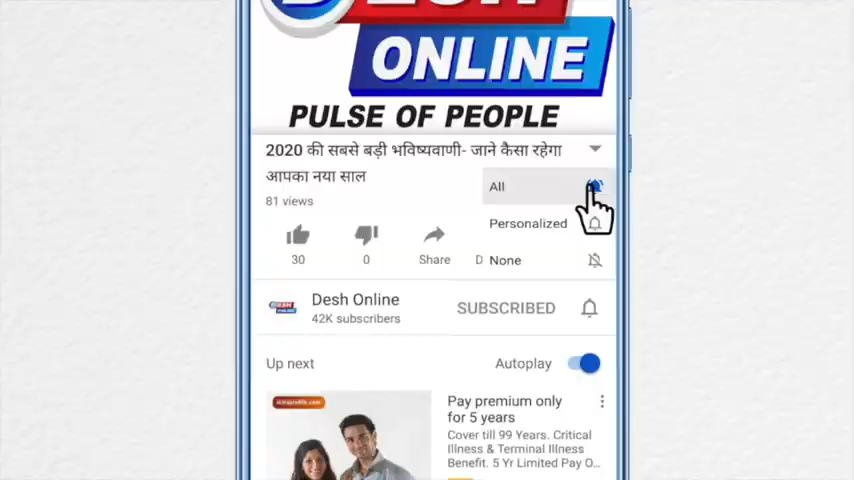 DESH
ONLINE
PULSE OF PEOPLE
2020 की सबसे बड़ी भविष्यवाणी- जाने कैसा रहेगा
आपका नया साल
81 views
All
Personalized
None
30
0
Share
D
Desh Online
42K subscribers
SUBSCRIBED
Up next
Autoplay
Pay premium only
for 5 years
Cover till 99 Years. Critical
Illness & Terminal Illness
Benefit. 5 Yr Limited Pay O...